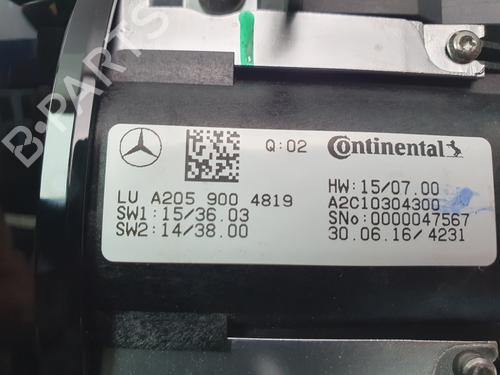 Q:02 Continental
LU A205 900 4819
HW:15/07.00
SW1:15/36.03
A2C10304300
SW2:14/38.00
SNo:0000047567
30.06.16/4231
B-PARTS